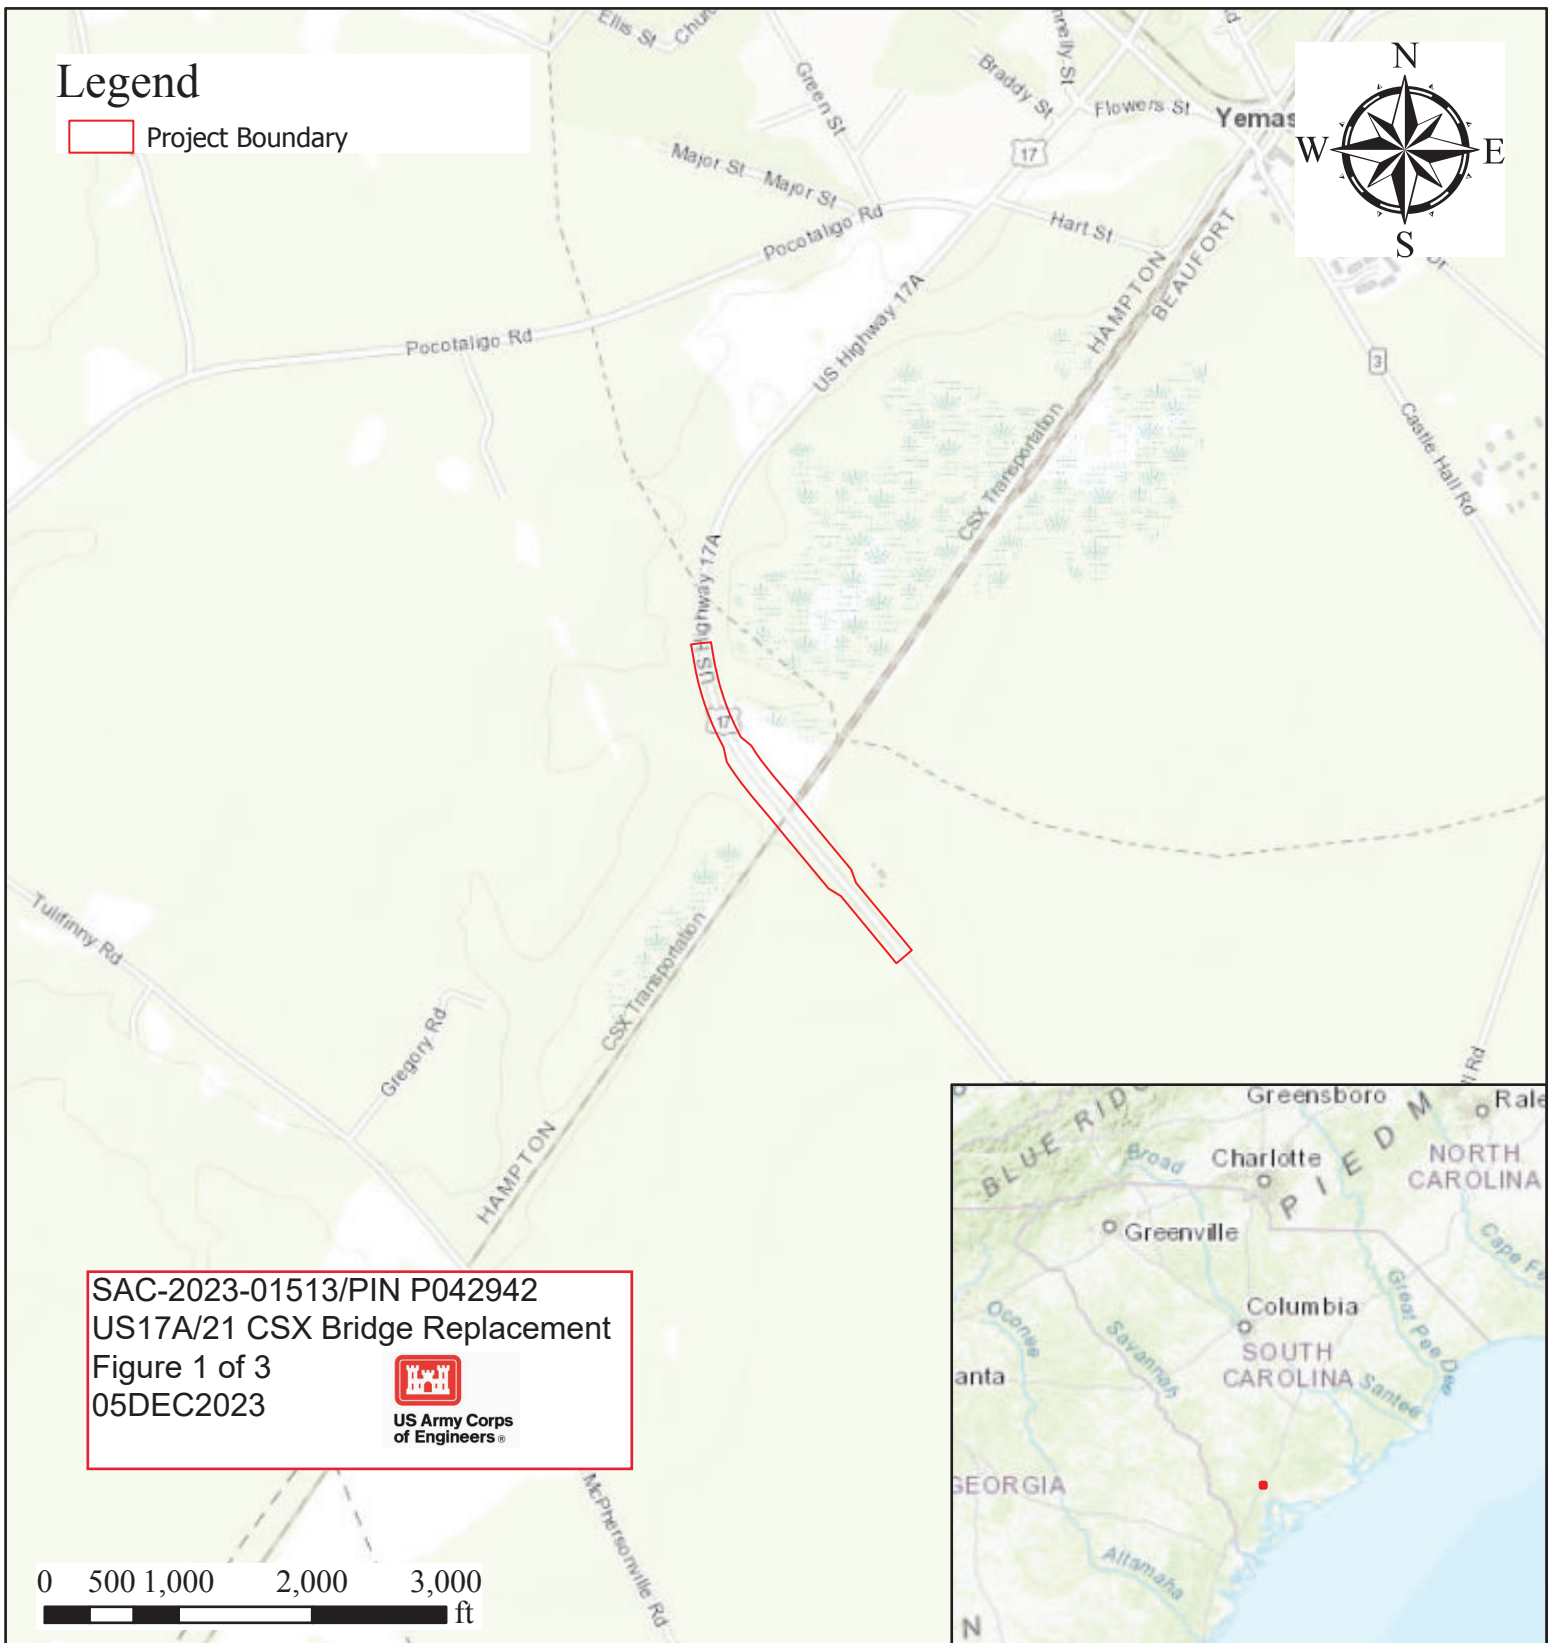 Legend
Project Boundary
N
W
E
S
Ellis St
Green St
Braddy St
Flowers St
Yemas
17
Major St
Major St
Pocotaligo Rd
Hart St
HAMPTON
BEAUFORT
Pocotaligo Rd
US Highway 17A
3
Castle Hall Rd
CSX Transportation
US Highway 17A
17
Tulifinny Rd
CSX Transportation
Gregory Rd
HAMPTON
SAC-2023-01513/PIN P042942
US17A/21 CSX Bridge Replacement
Figure 1 of 3
05DEC2023
US Army Corps
of Engineers ®
McPhersonville Rd
0 500 1,000 2,000 3,000
ft
Greensboro
Rale
BLUE RIDG
PIEDM
Broad
Charlotte
NORTH
CAROLINA
Greenville
Cape Fe
Great Pee Dee
Oconee
Savannah
Columbia
SOUTH
CAROLINA
Santee
anta
GEORGIA
Altamaha
N